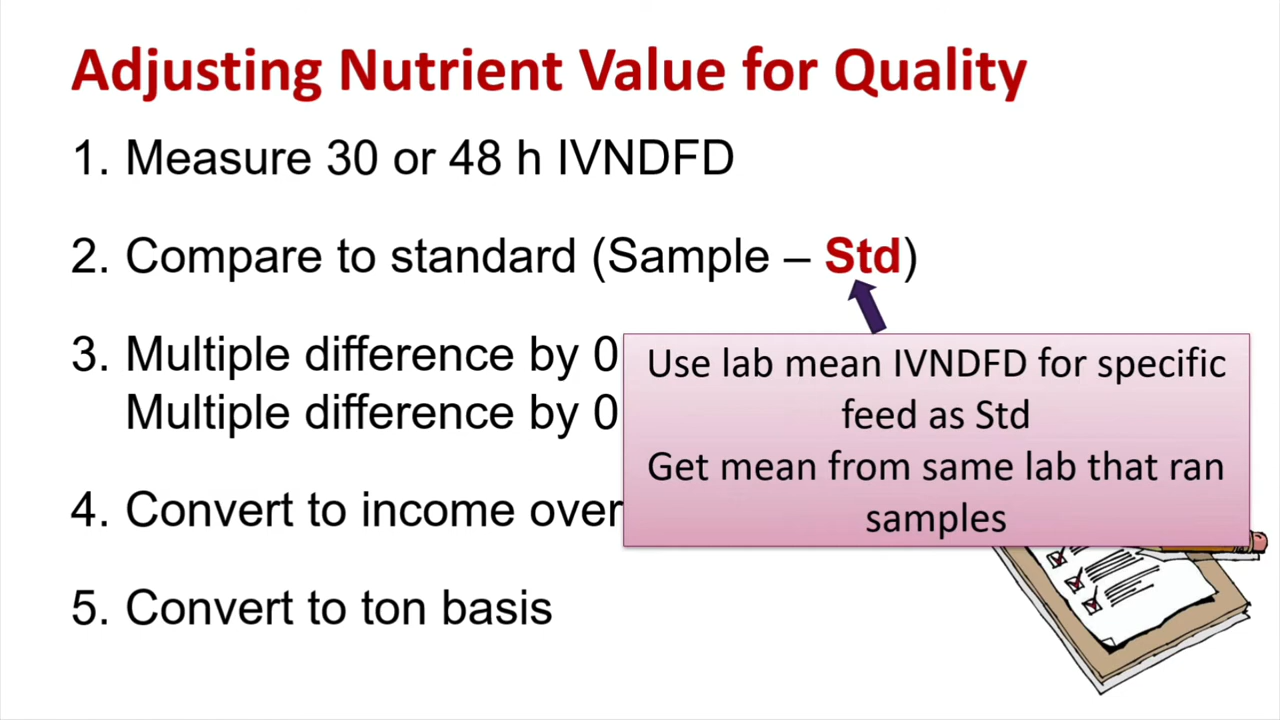 Adjusting Nutrient Value for Quality
1. Measure 30 or 48 h IVNDFD
2. Compare to standard (Sample – Std)
3. Multiple difference by 0
Multiple difference by 0
Use lab mean IVNDFD for specific
feed as Std
Get mean from same lab that ran
samples
4. Convert to income over
5. Convert to ton basis